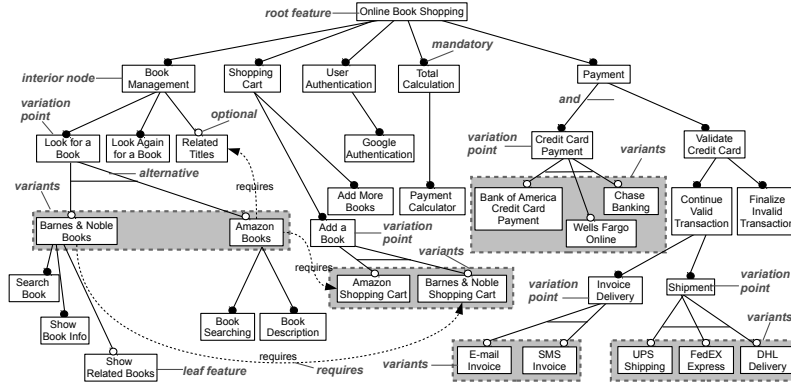 root feature
Online Book Shopping
mandatory
interior node
Book
Management
Shopping
Cart
User
Authentication
Total
Calculation
Payment
and
variation
point
optional
Look for a
Book
Look Again
for a Book
Related
Titles
Google
Authentication
variation
point
Credit Card
Payment
Validate
Credit Card
variants
alternative
variants
requires
Add More
Books
Payment
Calculator
Bank of America
Credit Card
Payment
Chase
Banking
Wells Fargo
Online
Continue
Valid
Transaction
Finalize
Invalid
Transaction
Barnes & Noble
Books
Amazon
Books
Add a
Book
variation
point
variants
requires
Search
Book
Amazon
Shopping Cart
Barnes & Noble
Shopping Cart
variation
point
Invoice
Delivery
Shipment
variation
point
Show
Book Info
Book
Searching
Book
Description
variants
Show
Related Books
leaf feature
requires
requires
variants
E-mail
Invoice
SMS
Invoice
UPS
Shipping
FedEX
Express
DHL
Delivery